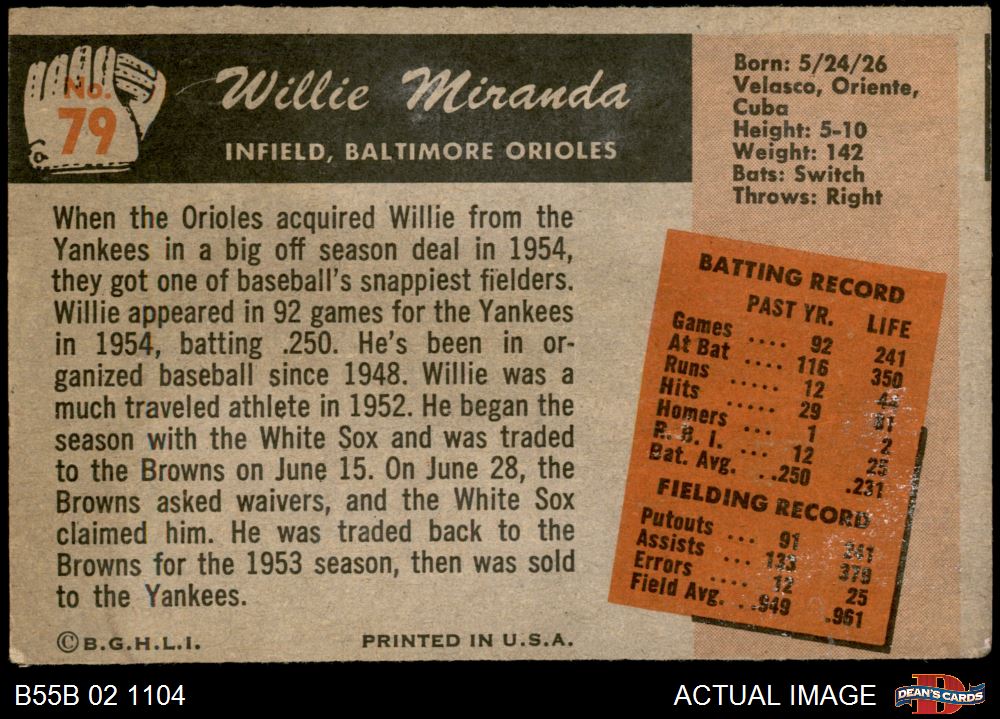 No.
79
Willie Miranda
INFIELD, BALTIMORE ORIOLES
Born: 5/24/26
Velasco, Oriente,
Cuba
Height: 5-10
Weight: 142
Bats: Switch
Throws: Right
When the Orioles acquired Willie from the
Yankees in a big off season deal in 1954,
they got one of baseball's snappiest fielders.
Willie appeared in 92 games for the Yankees
in 1954, batting .250. He's been in or-
ganized baseball since 1948. Willie was a
much traveled athlete in 1952. He began the
season with the White Sox and was traded
to the Browns on June 15. On June 28, the
Browns asked waivers, and the White Sox
claimed him. He was traded back to the
Browns for the 1953 season, then was sold
to the Yankees.
©B.G.H.L.I. PRINTED IN U.S.A.
BATTING RECORD
PAST YR. LIFE
Games .... 92 241
At Bat .... 116 350
Runs ..... 12 44
Hits ..... 29 81
Homers ... 1 2
R. B. I. ... 12 25
Bat. Avg. ..250 .231
FIELDING RECORD
Putouts ... 91 241
Assists ... 133 379
Errors .... 12 25
Field Avg. ..949 .961
B55B 02 1104
ACTUAL IMAGE
DEAN'S CARDS